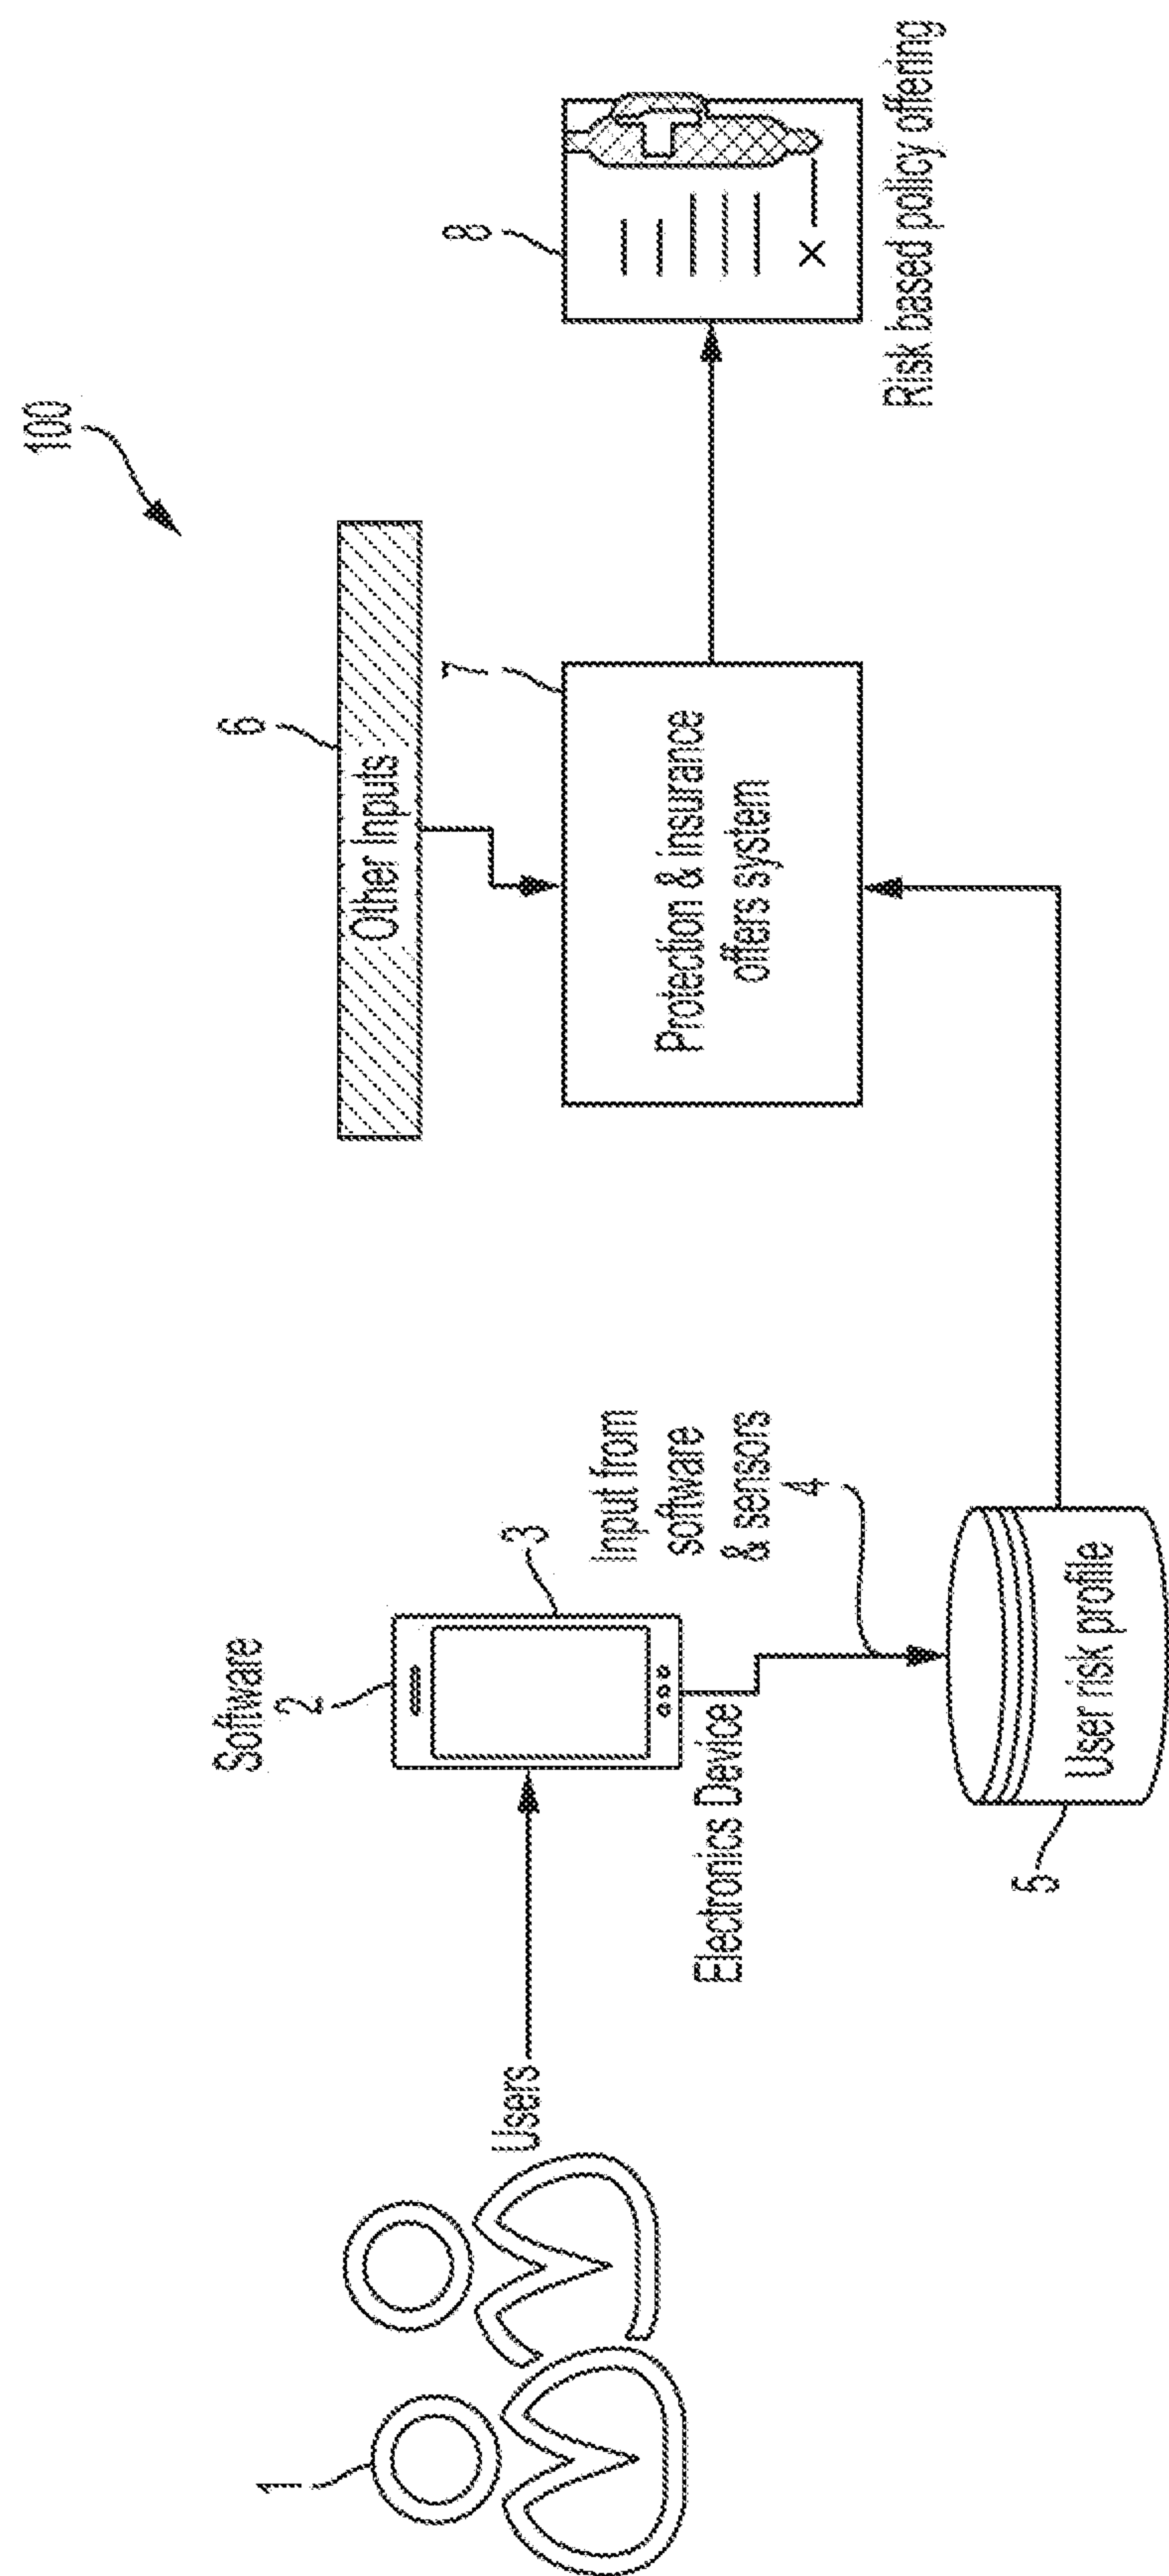 100
1
Users
Software
2
3
Electronics Device
Input from
software
& sensors
4
5
User risk profile
6
Other Inputs
7
Protection & insurance
offers system
8
X
Risk based policy offering